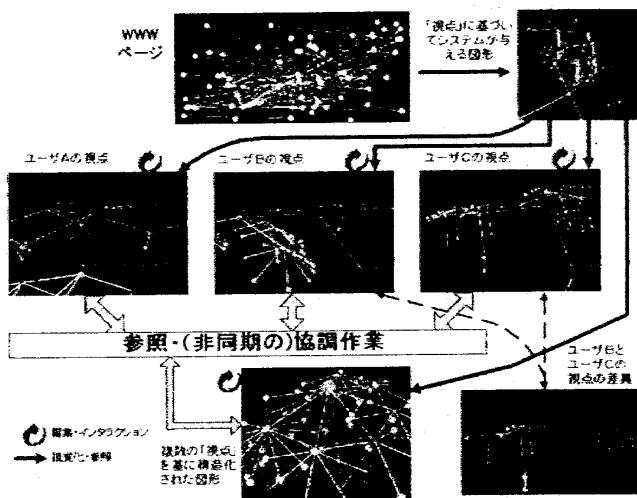 WWW
ページ
「視点」に基づい
てシステムが与
える図形
ユーザAの視点
ユーザBの視点
ユーザCの視点
参照・(非同期の)協調作業
ユーザBと
ユーザCの
視点の差異
編集・インタラクション
視覚化・参照
複数の「視点」
を基に構造化
された図形